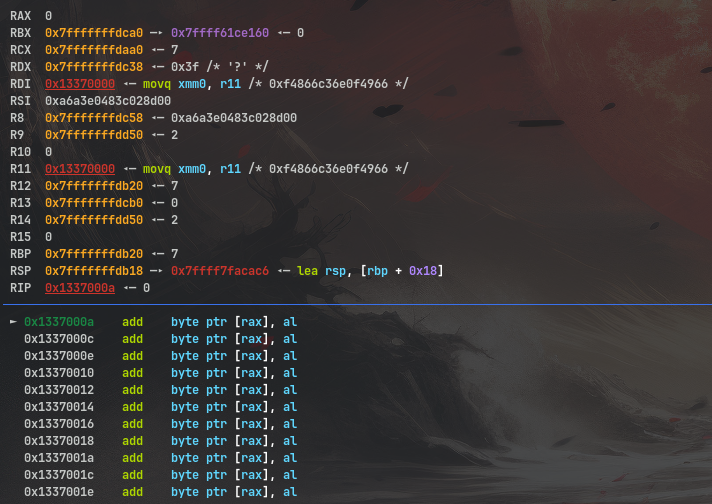 RAX 0
RBX 0x7fffffffdca0 —▸ 0x7ffff61ce160 ◂— 0
RCX 0x7fffffffdaa0 ◂— 7
RDX 0x7fffffffdc38 ◂— 0x3f /* '?' */
RDI 0x13370000 ◂— movq xmm0, r11 /* 0xf4866c36e0f4966 */
RSI 0xa6a3e0483c028d00
R8 0x7fffffffdc58 ◂— 0xa6a3e0483c028d00
R9 0x7fffffffdd50 ◂— 2
R10 0
R11 0x13370000 ◂— movq xmm0, r11 /* 0xf4866c36e0f4966 */
R12 0x7fffffffdb20 ◂— 7
R13 0x7fffffffdcb0 ◂— 0
R14 0x7fffffffdd50 ◂— 2
R15 0
RBP 0x7fffffffdb20 ◂— 7
RSP 0x7fffffffdb18 —▸ 0x7ffff7facac6 ◂— lea rsp, [rbp + 0x18]
RIP 0x1337000a ◂— 0
► 0x1337000a add byte ptr [rax], al
0x1337000c add byte ptr [rax], al
0x1337000e add byte ptr [rax], al
0x13370010 add byte ptr [rax], al
0x13370012 add byte ptr [rax], al
0x13370014 add byte ptr [rax], al
0x13370016 add byte ptr [rax], al
0x13370018 add byte ptr [rax], al
0x1337001a add byte ptr [rax], al
0x1337001c add byte ptr [rax], al
0x1337001e add byte ptr [rax], al